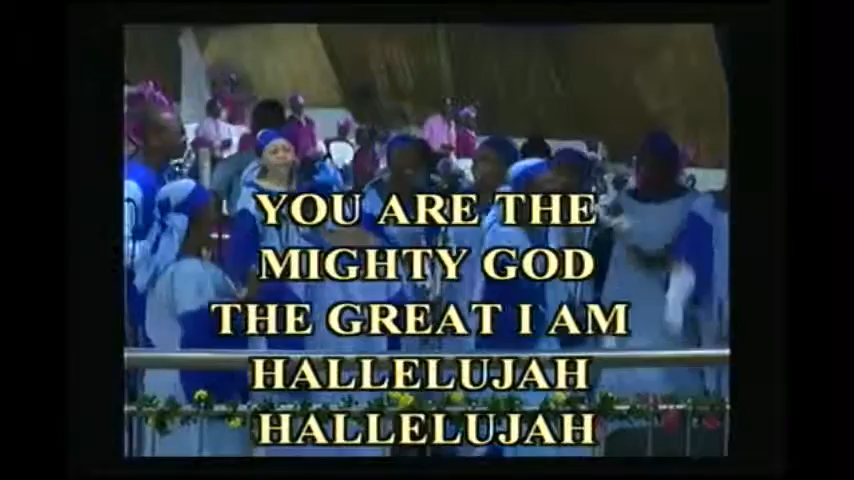 YOU ARE THE
MIGHTY GOD
THE GREAT I AM
HALLELUJAH
HALLELUJAH